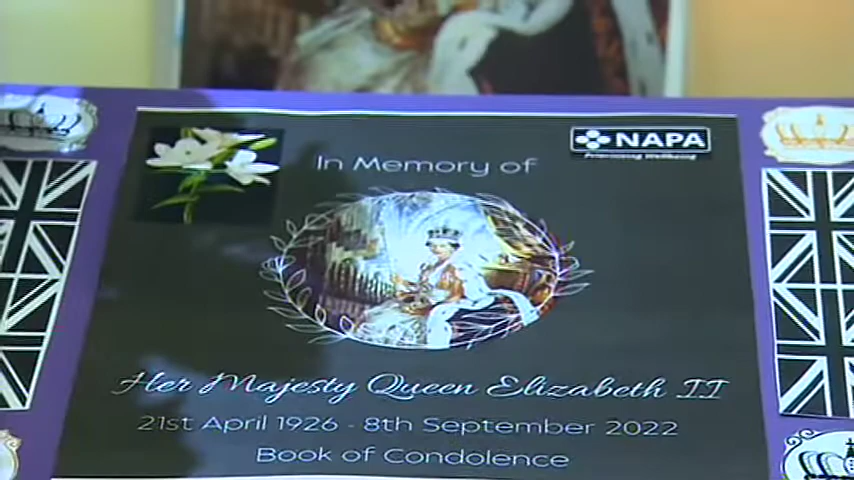 NAPA
Prioritising Wellbeing
In Memory of
Her Majesty Queen Elizabeth II
21st April 1926 - 8th September 2022
Book of Condolence